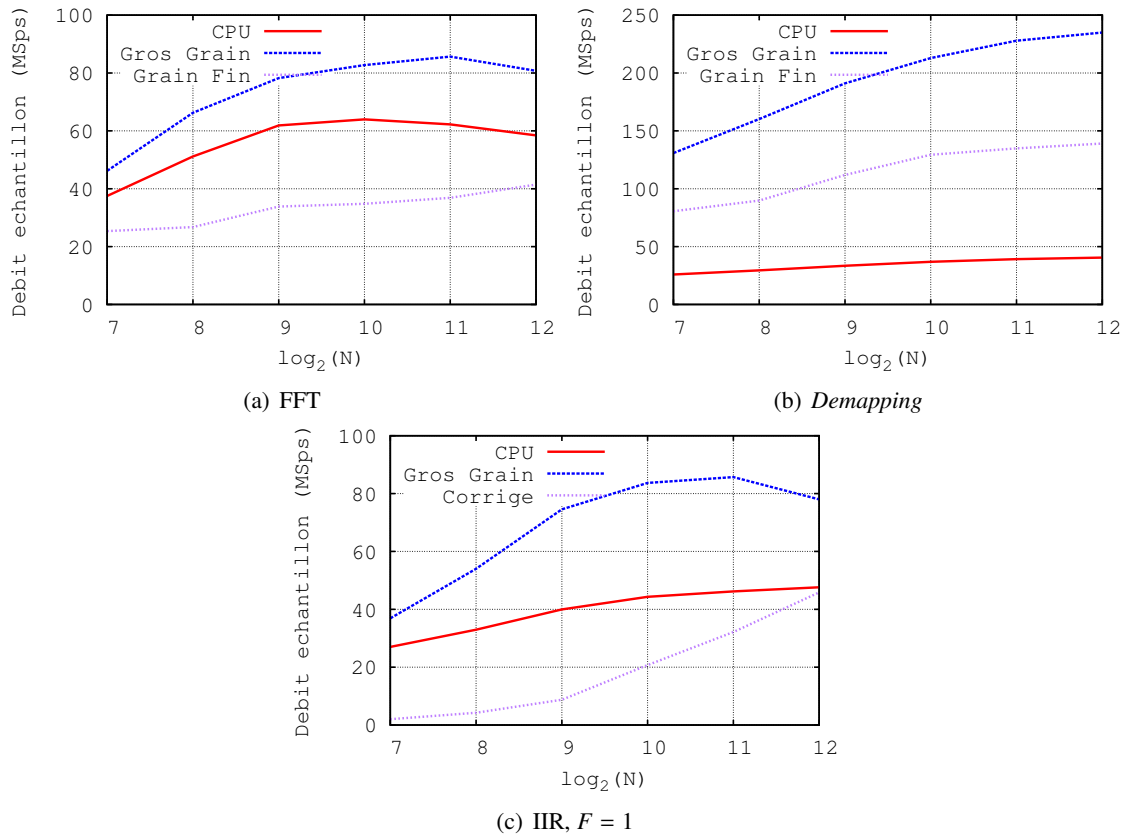 Debit echantillon (MSps)
100
80
60
40
20
0
CPU
Gros Grain
Grain Fin
7 8 9 10 11 12
log2(N)
(a) FFT
Debit echantillon (MSps)
250
200
150
100
50
0
CPU
Gros Grain
Grain Fin
7 8 9 10 11 12
log2(N)
(b) Demapping
Debit echantillon (MSps)
100
80
60
40
20
0
CPU
Gros Grain
Corrige
7 8 9 10 11 12
log2(N)
(c) IIR, F = 1